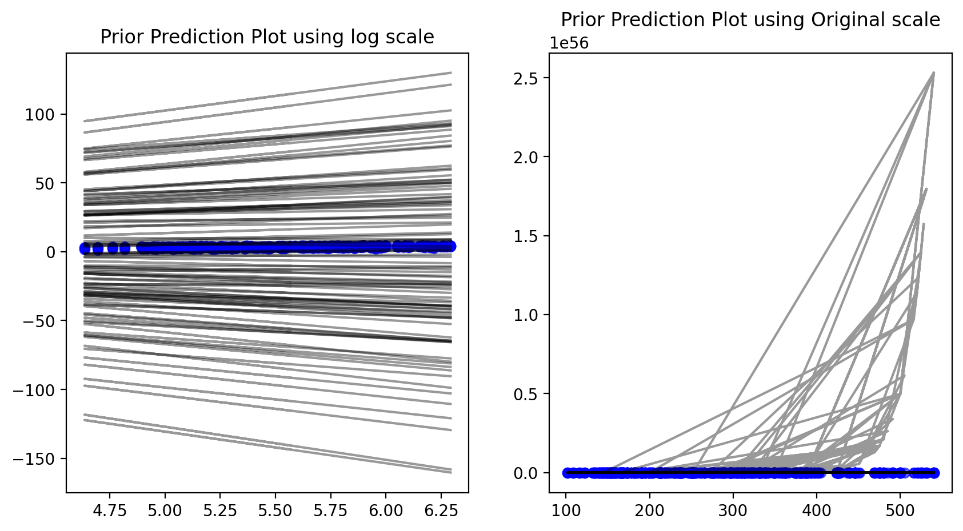 Prior Prediction Plot using log scale
100
50
0
−50
−100
−150
4.75 5.00 5.25 5.50 5.75 6.00 6.25
Prior Prediction Plot using Original scale
1e56
2.5
2.0
1.5
1.0
0.5
0.0
100 200 300 400 500